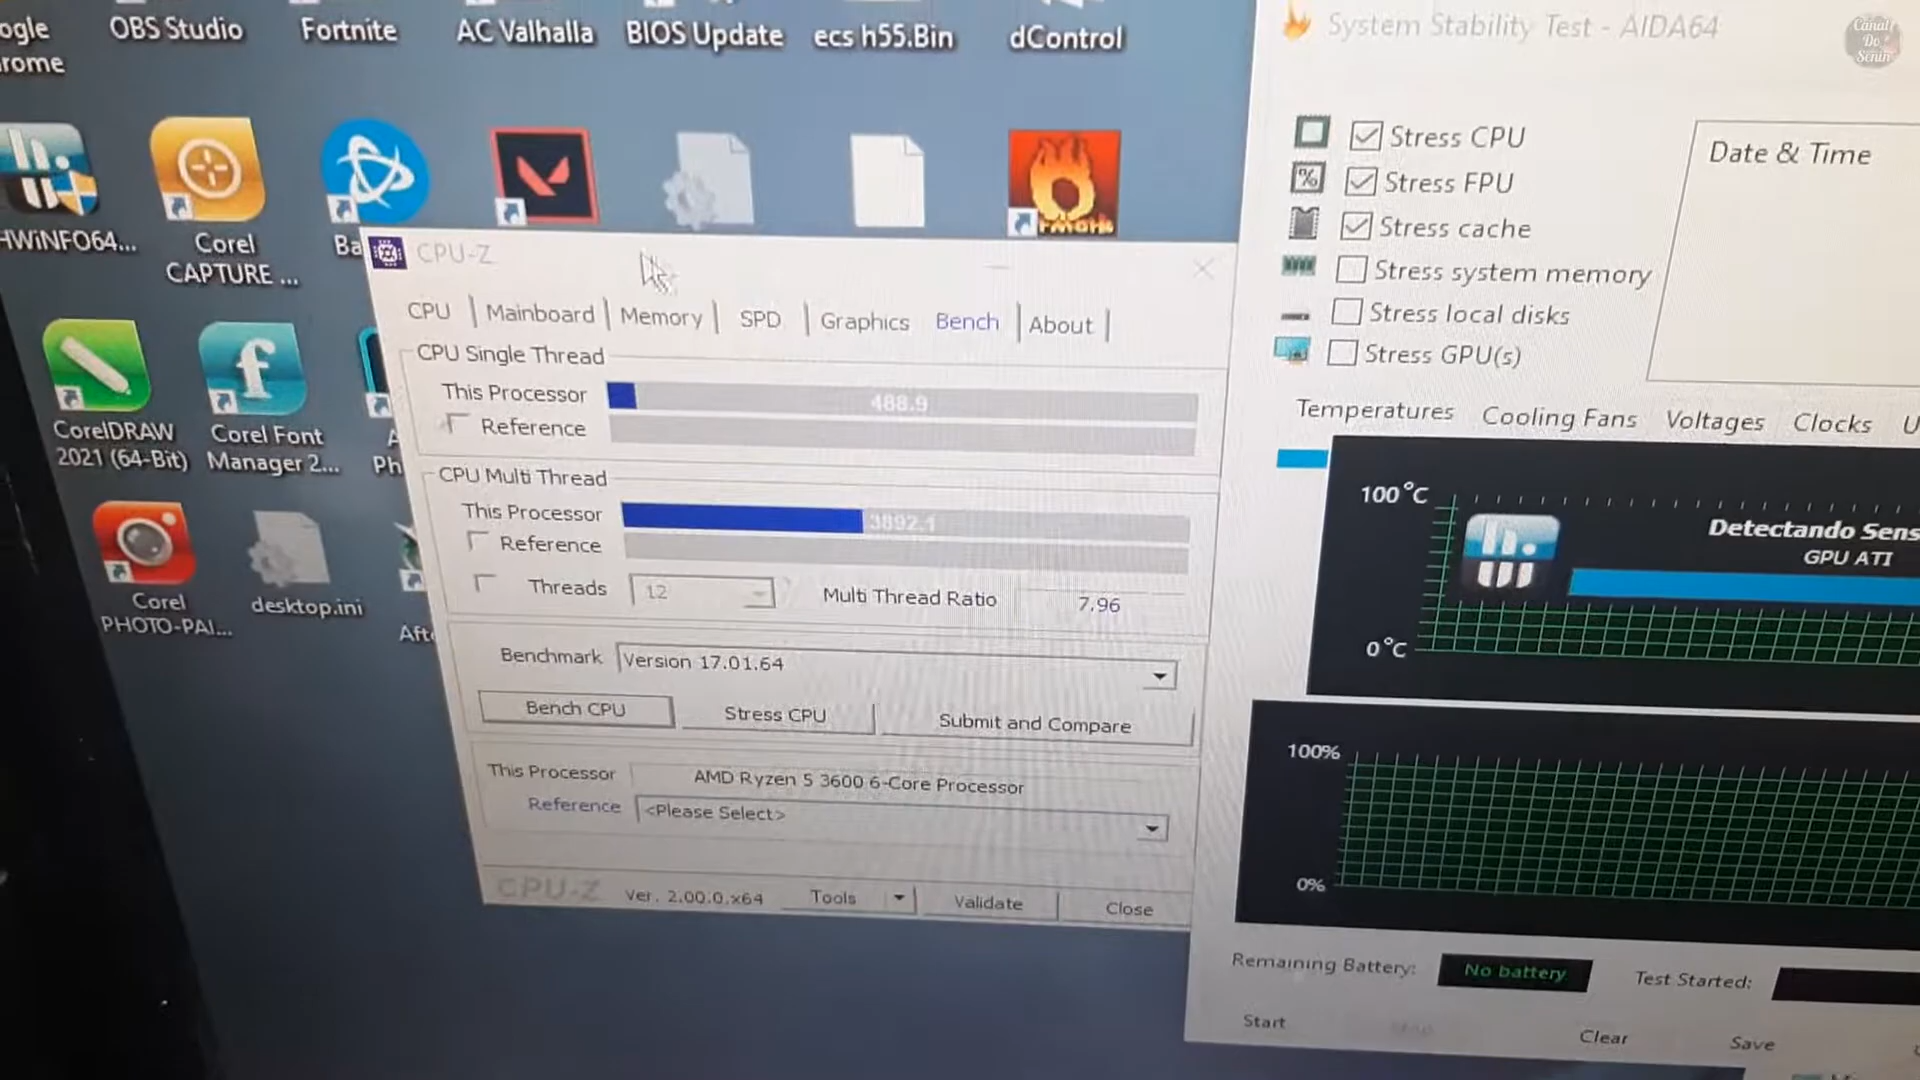 ogle
rome
OBS Studio
Fortnite
AC Valhalla
BIOS Update
ecs h55.Bin
dControl
HWiNFO64...
Corel
CAPTURE ...
Ba
CorelDRAW
2021 (64-Bit)
Corel Font
Manager 2...
A
Ph
Corel
PHOTO-PAI...
desktop.ini
Afte
CPU-Z
CPU
Mainboard
Memory
SPD
Graphics
Bench
About
CPU Single Thread
This Processor
488.9
Reference
CPU Multi Thread
This Processor
3892.1
Reference
Threads
12
Multi Thread Ratio
7.96
Benchmark
Version 17.01.64
Bench CPU
Stress CPU
Submit and Compare
This Processor
AMD Ryzen 5 3600 6-Core Processor
Reference
<Please Select>
CPU-Z
Ver. 2.00.0.x64
Tools
Validate
Close
System Stability Test - AIDA64
Canal
Do
Senin
Stress CPU
Stress FPU
Stress cache
Stress system memory
Stress local disks
Stress GPU(s)
Date & Time
Temperatures
Cooling Fans
Voltages
Clocks
U
100°C
Detectando Sens
GPU ATI
0°C
100%
0%
Remaining Battery:
No battery
Test Started:
Start
Clear
Save